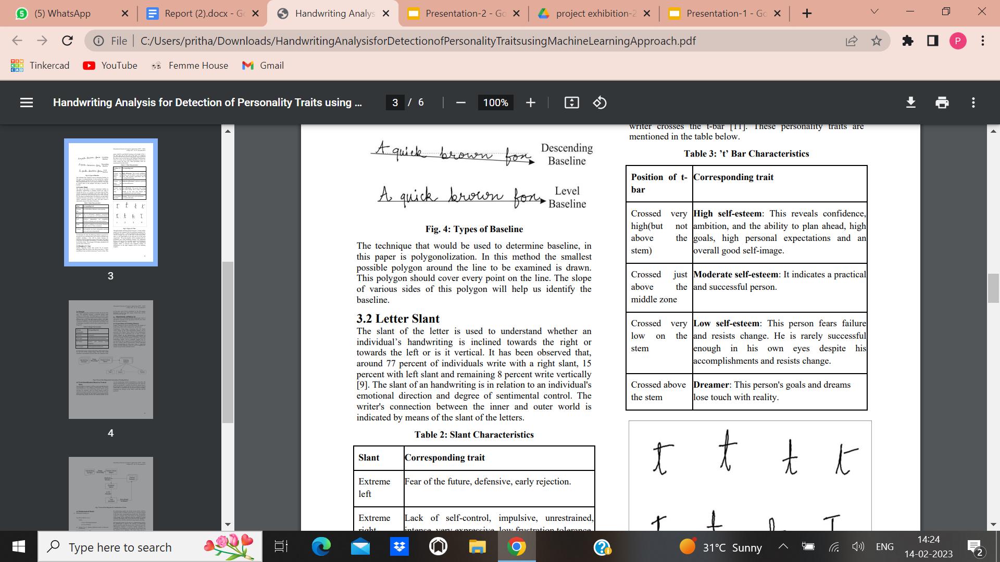 (5) WhatsApp
Report (2).docx - Go
Handwriting Analys
Presentation-2 - Go
project exhibition-2
Presentation-1 - Go
File
C:/Users/pritha/Downloads/HandwritingAnalysisforDetectionofPersonalityTraitsusingMachineLearningApproach.pdf
P
Tinkercad
YouTube
Femme House
Gmail
Handwriting Analysis for Detection of Personality Traits using ...
3 / 6
100%
3
4
A quick brown fox
Descending
Baseline
A quick brown fox
Level
Baseline
Fig. 4: Types of Baseline
The technique that would be used to determine baseline, in
this paper is polygonolization. In this method the smallest
possible polygon around the line to be examined is drawn.
This polygon should cover every point on the line. The slope
of various sides of this polygon will help us identify the
baseline.
3.2 Letter Slant
The slant of the letter is used to understand whether an
individual's handwriting is inclined towards the right or
towards the left or is it vertical. It has been observed that,
around 77 percent of individuals write with a right slant, 15
percent with left slant and remaining 8 percent write vertically
[9]. The slant of an handwriting is in relation to an individual's
emotional direction and degree of sentimental control. The
writer's connection between the inner and outer world is
indicated by means of the slant of the letters.
Table 2: Slant Characteristics
Slant
Corresponding trait
Extreme
left
Fear of the future, defensive, early rejection.
Extreme
right
Lack of self-control, impulsive, unrestrained,
intense, very expressive, low frustration tolerance
writer crosses the t-bar [11]. These personality traits are
mentioned in the table below.
Table 3: 't' Bar Characteristics
Position of t-
bar
Corresponding trait
Crossed very
high(but not
above the
stem)
High self-esteem: This reveals confidence,
ambition, and the ability to plan ahead, high
goals, high personal expectations and an
overall good self-image.
Crossed just
above the
middle zone
Moderate self-esteem: It indicates a practical
and successful person.
Crossed very
low on the
stem
Low self-esteem: This person fears failure
and resists change. He is rarely successful
enough in his own eyes despite his
accomplishments and resists change.
Crossed above
the stem
Dreamer: This person's goals and dreams
lose touch with reality.
t t t t
Type here to search
31°C Sunny
ENG
14:24
14-02-2023
2